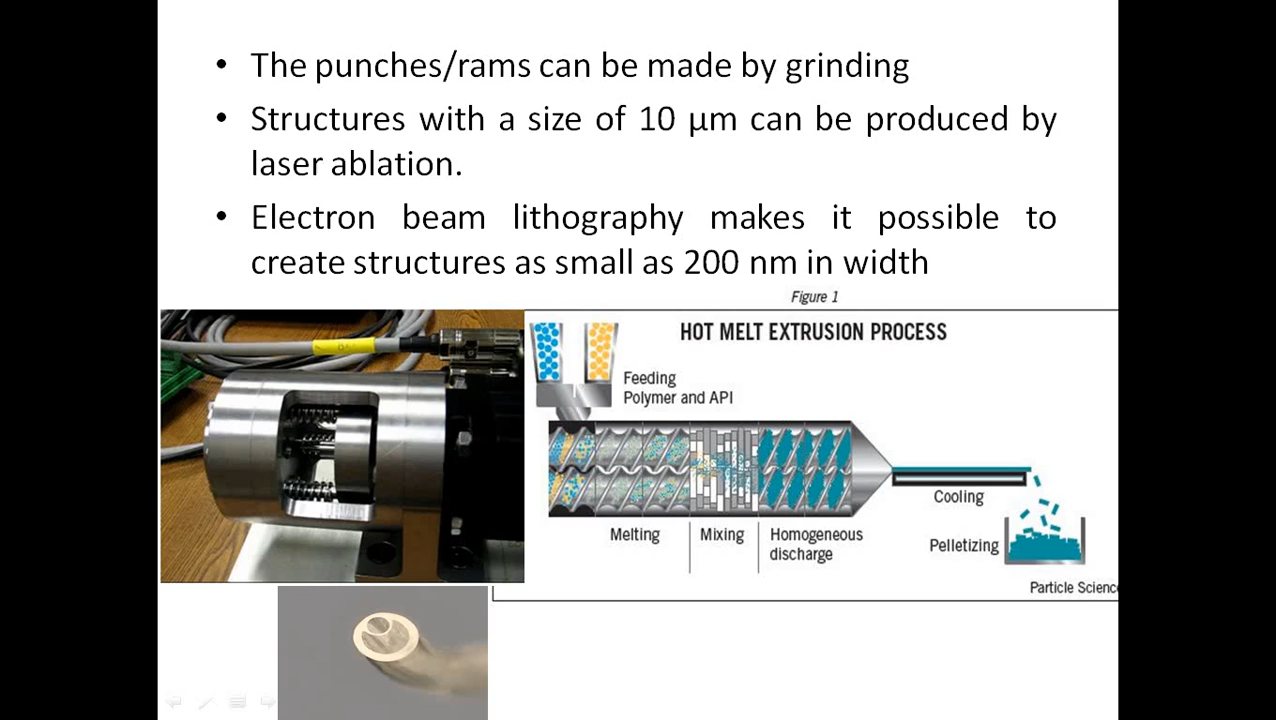 • The punches/rams can be made by grinding
• Structures with a size of 10 µm can be produced by
laser ablation.
• Electron beam lithography makes it possible to
create structures as small as 200 nm in width
Figure 1
HOT MELT EXTRUSION PROCESS
Feeding
Polymer and API
Melting
Mixing
Homogeneous
discharge
Cooling
Pelletizing
Particle Scienc